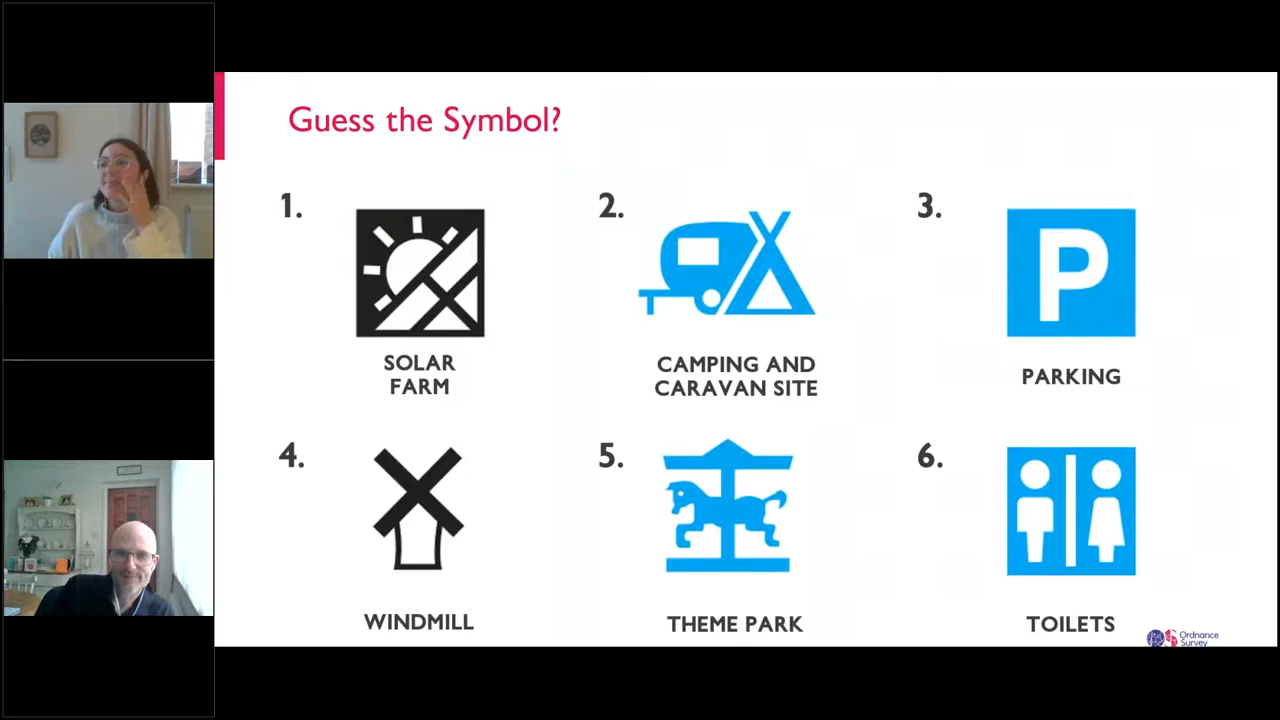 Guess the Symbol?
1.
2.
3.
P
SOLAR
FARM
CAMPING AND
CARAVAN SITE
PARKING
4.
5.
6.
WINDMILL
THEME PARK
TOILETS
Ordnance
Survey